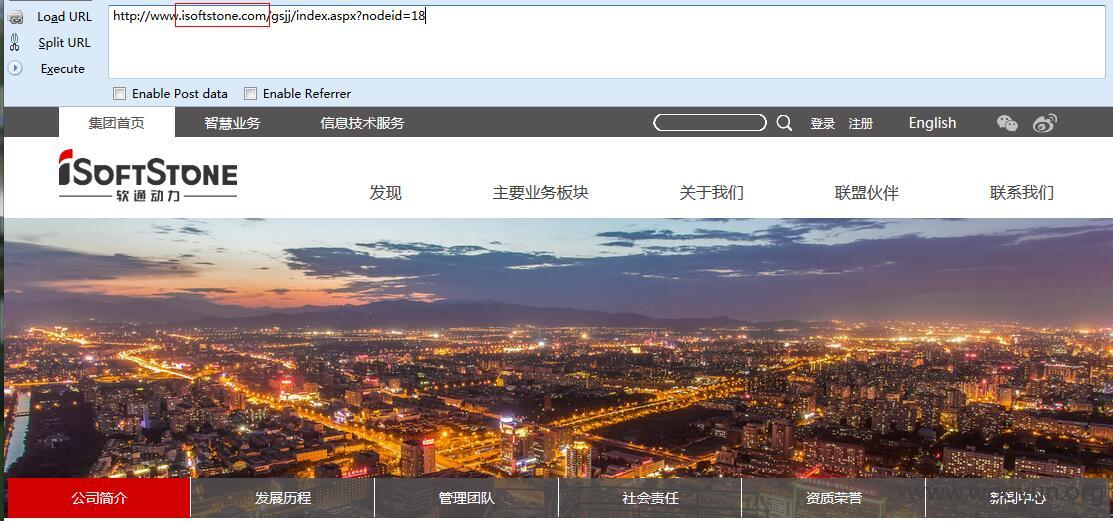 Load URL
http://www.isoftstone.com/gsjj/index.aspx?nodeid=18
Split URL
Execute
Enable Post data Enable Referrer
集团首页 智慧业务 信息技术服务 登录 注册 English
iSOFTSTONE
软通动力
发现 主要业务板块 关于我们 联盟伙伴 联系我们
公司简介 发展历程 管理团队 社会责任 资质荣誉 新闻中心